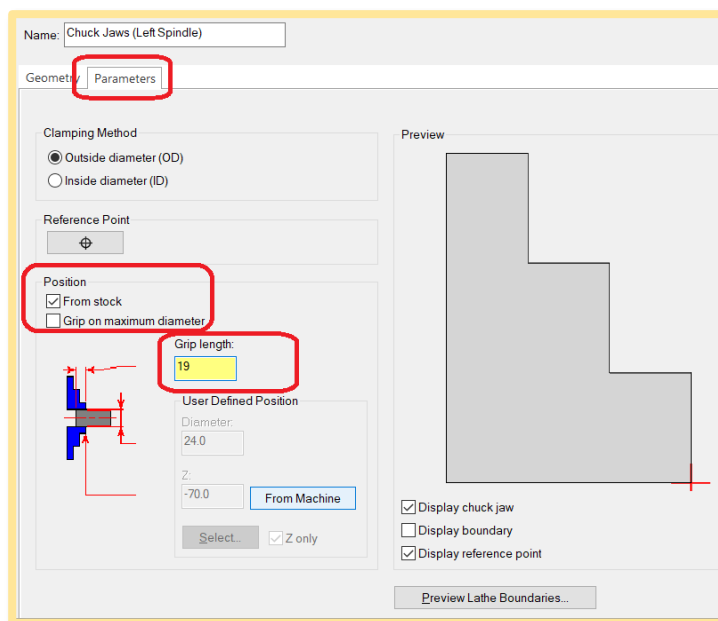 Name: Chuck Jaws (Left Spindle)
Geometry Parameters
Clamping Method
Outside diameter (OD)
Inside diameter (ID)
Reference Point
Position
From stock
Grip on maximum diameter
Grip length:
19
User Defined Position
Diameter:
24.0
Z:
-70.0 From Machine
Select... Z only
Preview
Display chuck jaw
Display boundary
Display reference point
Preview Lathe Boundaries...